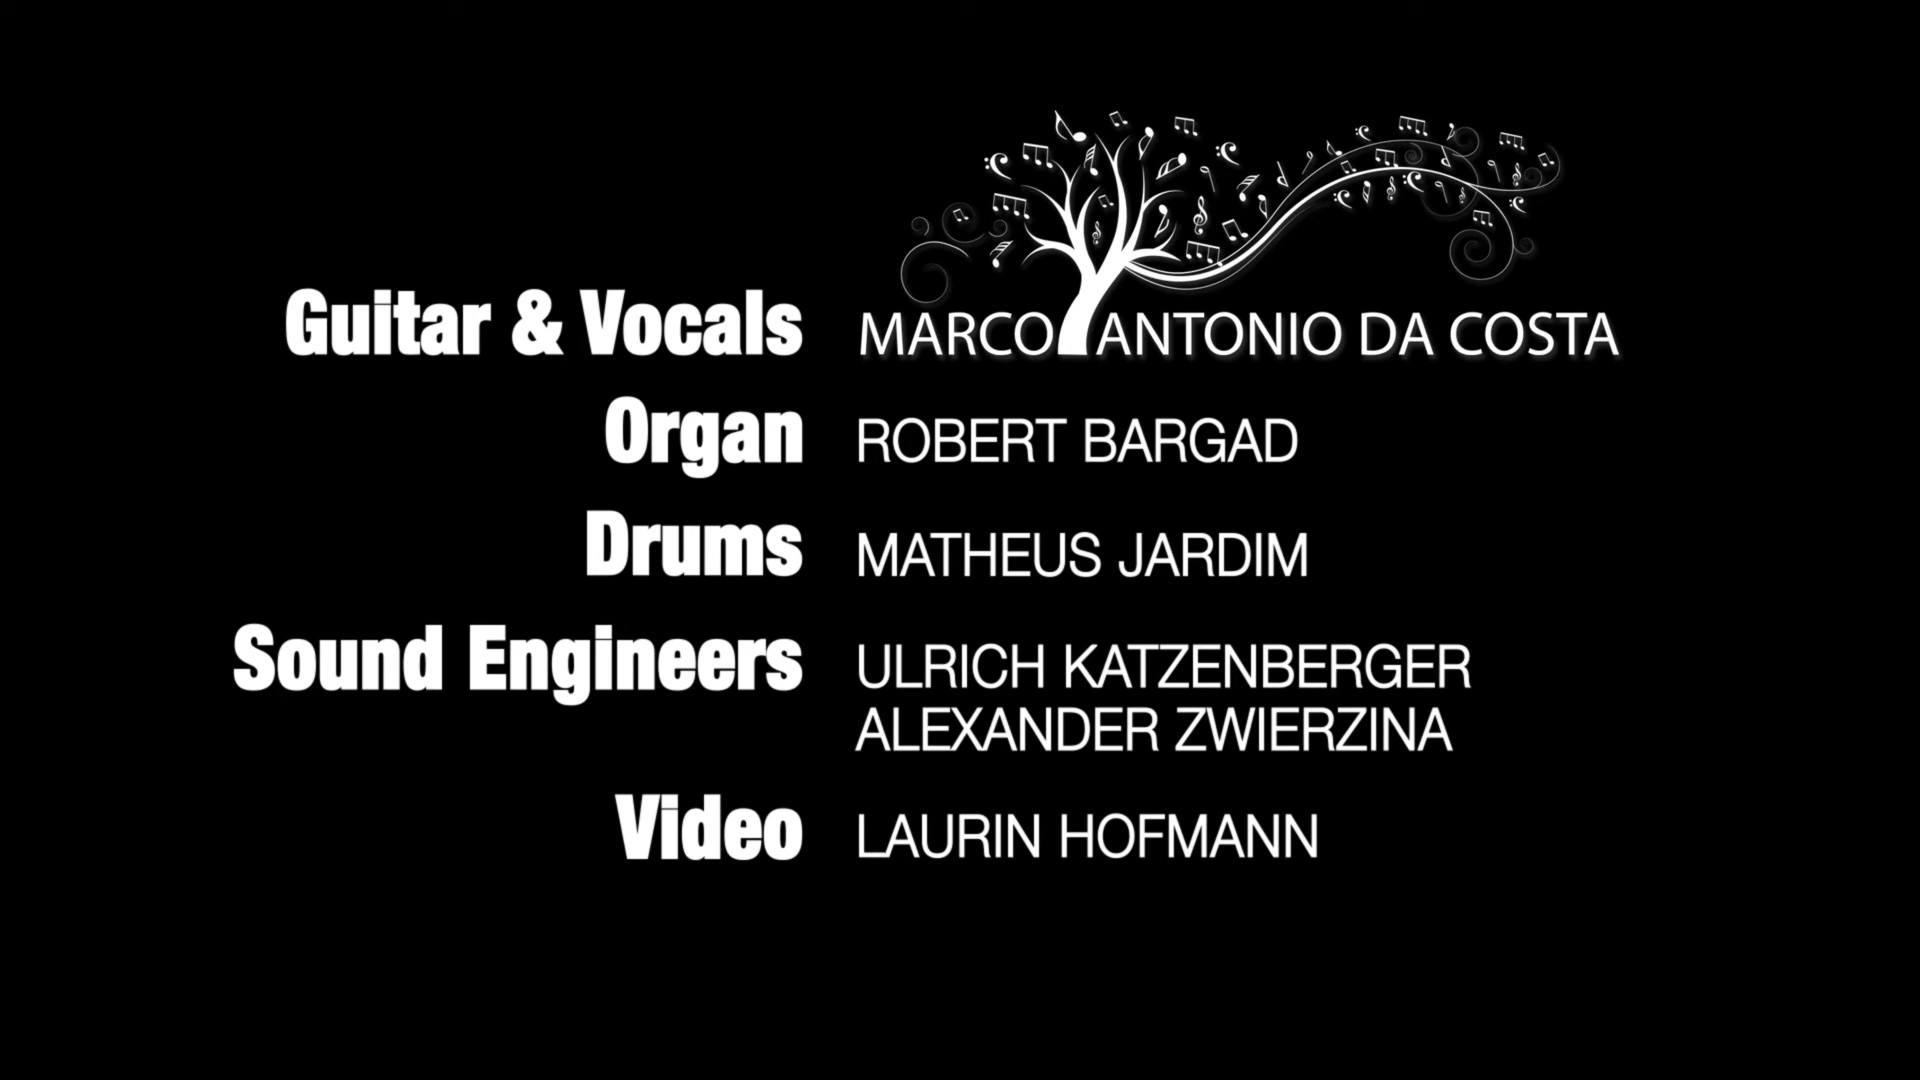 Guitar & Vocals MARCO ANTONIO DA COSTA
Organ ROBERT BARGAD
Drums MATHEUS JARDIM
Sound Engineers ULRICH KATZENBERGER
ALEXANDER ZWIERZINA
Video LAURIN HOFMANN